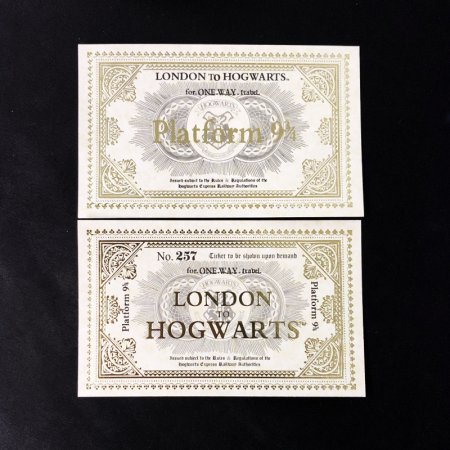 LONDON TO HOGWARTS™
for ONE WAY travel
HOGWARTS
Platform 9¾
Issued subject to the Rules & Regulations of the
Hogwarts Express Railway Authorities
No. 257 Ticket to be shown upon demand
for ONE WAY travel
HOGWARTS
Platform 9¾
LONDON
TO
HOGWARTS™
Platform 9¾
Issued subject to the Rules & Regulations of the
Hogwarts Express Railway Authorities